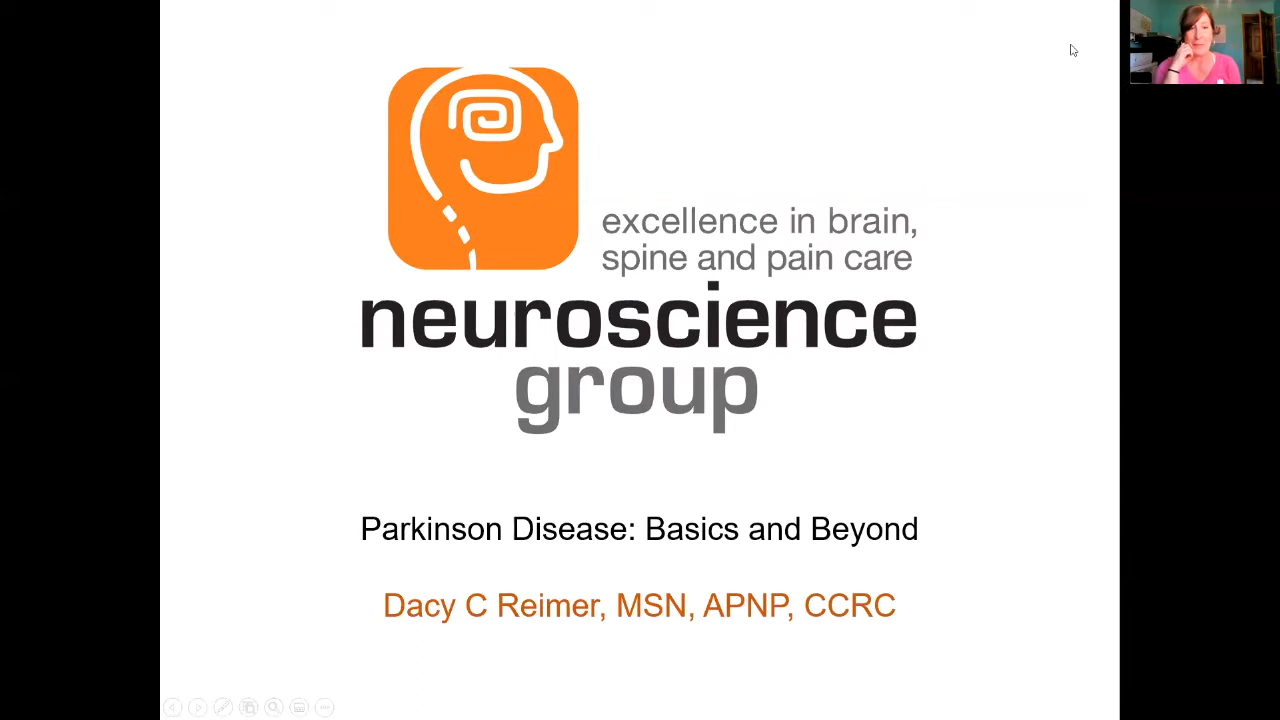 excellence in brain,
spine and pain care
neuroscience
group
Parkinson Disease: Basics and Beyond
Dacy C Reimer, MSN, APNP, CCRC